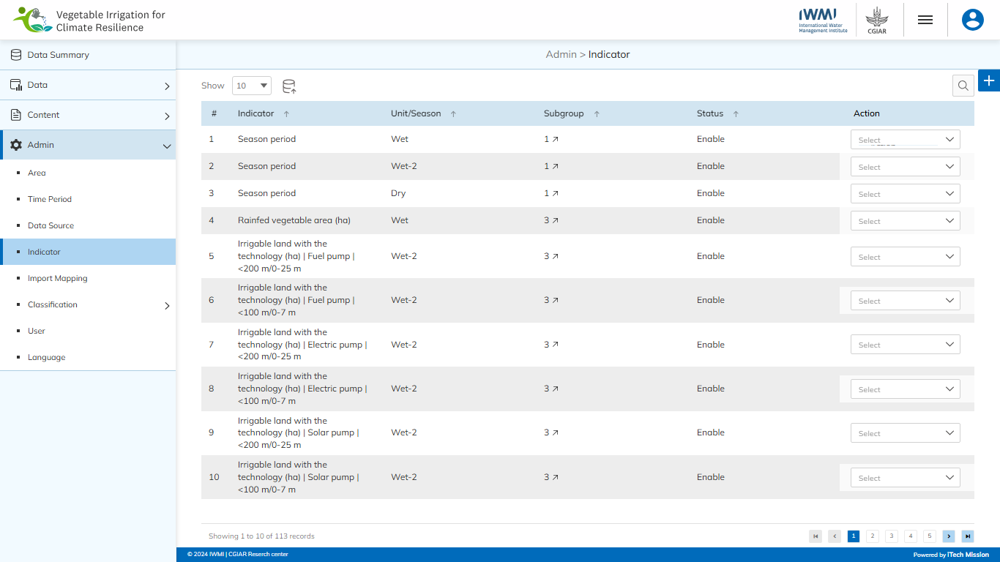 Vegetable Irrigation for
Climate Resilience
IWMI
International Water
Management Institute
CGIAR
Data Summary
Data
Content
Admin
Area
Time Period
Data Source
Indicator
Import Mapping
Classification
User
Language
Admin > Indicator
Show 10
# Indicator Unit/Season Subgroup Status Action
1 Season period Wet 1 Enable Select
2 Season period Wet-2 1 Enable Select
3 Season period Dry 1 Enable Select
4 Rainfed vegetable area (ha) Wet 3 Enable Select
Irrigable land with the
5 technology (ha) | Fuel pump | Wet-2 3 Enable Select
<200 m/0-25 m
Irrigable land with the
6 technology (ha) | Fuel pump | Wet-2 3 Enable Select
<100 m/0-7 m
Irrigable land with the
7 technology (ha) | Electric pump | Wet-2 3 Enable Select
<200 m/0-25 m
Irrigable land with the
8 technology (ha) | Electric pump | Wet-2 3 Enable Select
<100 m/0-7 m
Irrigable land with the
9 technology (ha) | Solar pump | Wet-2 3 Enable Select
<200 m/0-25 m
Irrigable land with the
10 technology (ha) | Solar pump | Wet-2 3 Enable Select
<100 m/0-7 m
Showing 1 to 10 of 113 records
1 2 3 4 5
© 2024 IWMI | CGIAR Reserch center
Powered by iTech Mission